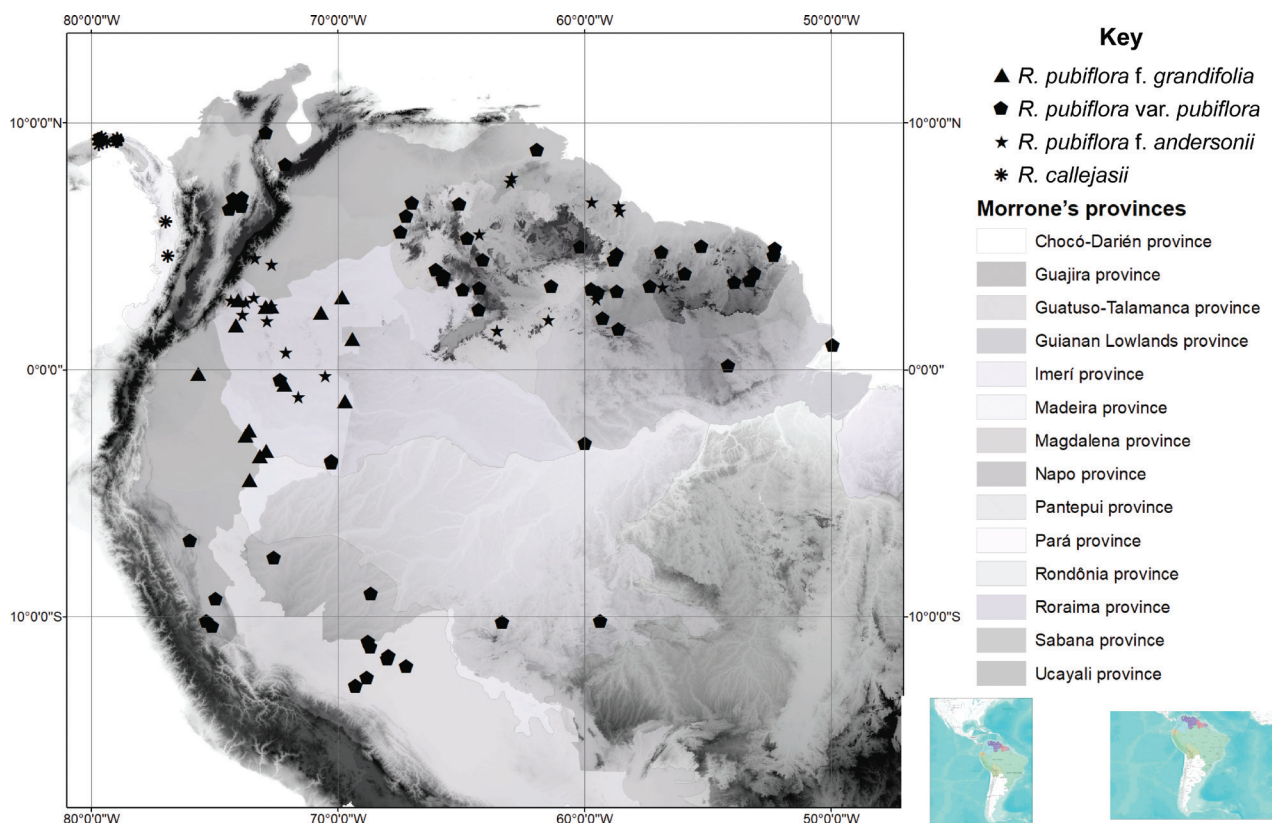 80°0'0"W 70°0'0"W 60°0'0"W 50°0'0"W
Key
R. pubiflora f. grandifolia
R. pubiflora var. pubiflora
10°0'0"N 10°0'0"N
R. pubiflora f. andersonii
R. callejasii
Morrone's provinces
Chocó-Darién province
Guajira province
Guatuso-Talamanca province
Guianan Lowlands province
0°0'0" 0°0'0"
Imerí province
Madeira province
Magdalena province
Napo province
Pantepui province
Pará province
Rondônia province
Roraima province
10°0'0"S 10°0'0"S
Sabana province
Ucayali province
80°0'0"W 70°0'0"W 60°0'0"W 50°0'0"W